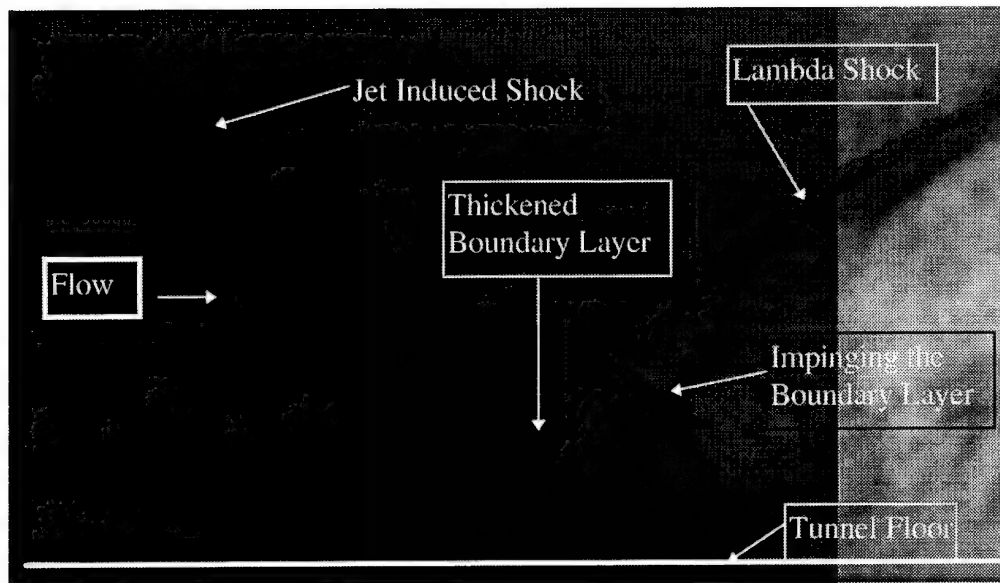 Jet Induced Shock
Lambda Shock
Thickened
Boundary Layer
Flow
Impinging the
Boundary Layer
Tunnel Floor